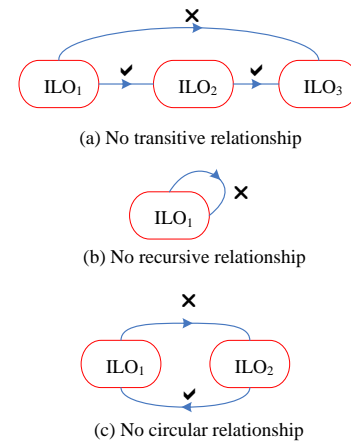 ILO₁ ILO₂ ILO₃
(a) No transitive relationship
ILO₁
(b) No recursive relationship
ILO₁ ILO₂
(c) No circular relationship